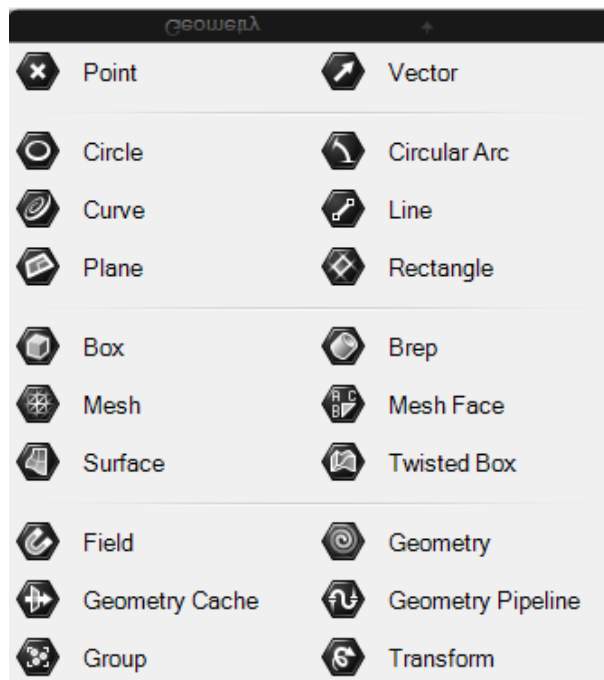 Geometry
Point Vector
Circle Circular Arc
Curve Line
Plane Rectangle
Box Brep
Mesh Mesh Face
A C
B
Surface Twisted Box
Field Geometry
Geometry Cache Geometry Pipeline
Group Transform